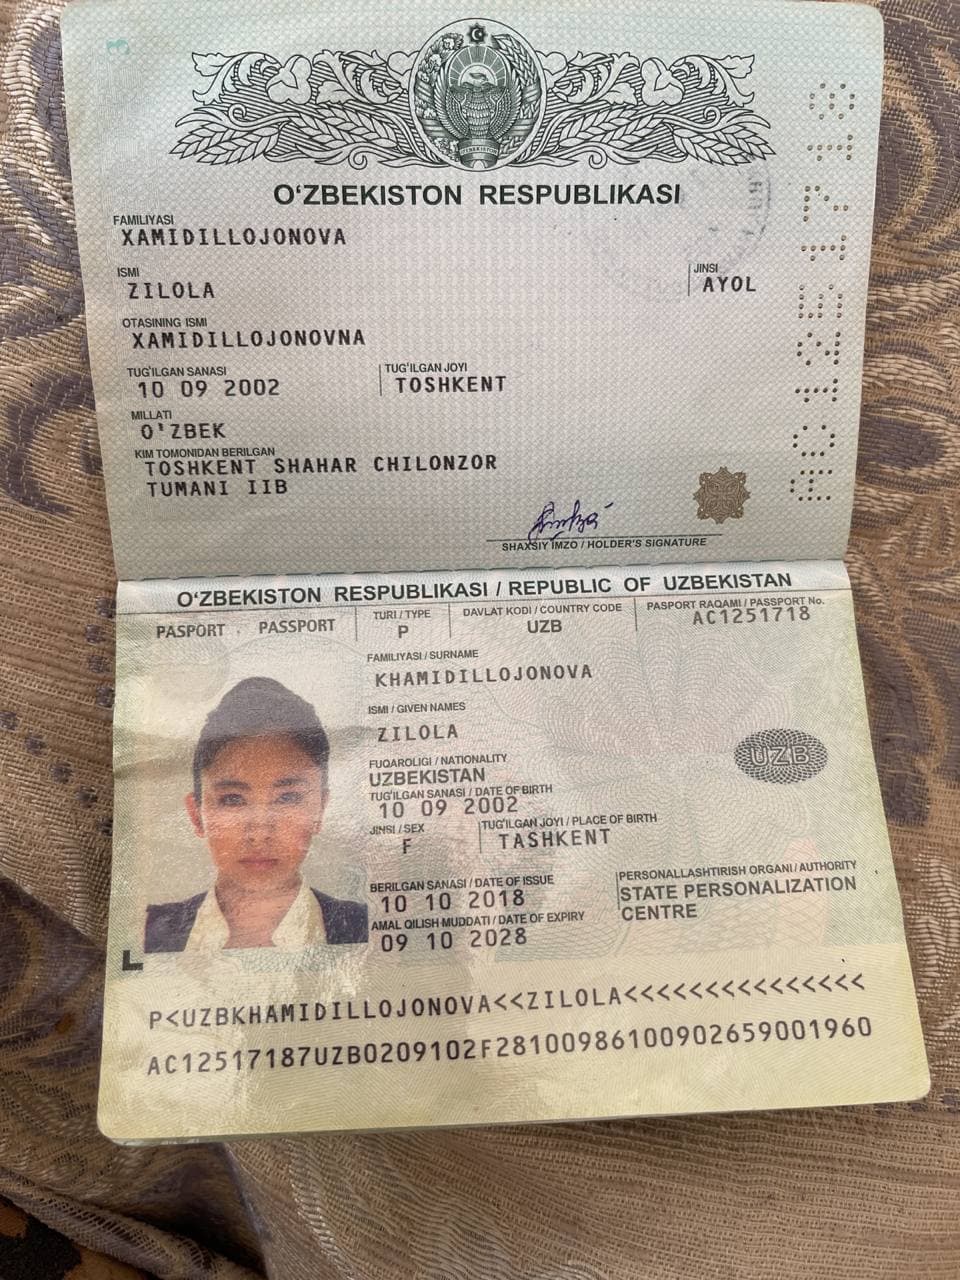 3
O‘ZBEKISTON RESPUBLIKASI
FAMILIYASI
XAMIDILLOJONOVA
ISMI
ZILOLA
JINSI
AYOL
OTASINING ISMI
XAMIDILLOJONOVNA
TUG‘ILGAN SANASI
10 09 2002
TUG‘ILGAN JOYI
TOSHKENT
MILLATI
O'ZBEK
KIM TOMONIDAN BERILGAN
TOSHKENT SHAHAR CHILONZOR
TUMANI IIB
AC1251718
SHAXSIY IMZO / HOLDER'S SIGNATURE
O‘ZBEKISTON RESPUBLIKASI / REPUBLIC OF UZBEKISTAN
PASPORT PASSPORT
TURI / TYPE
P
DAVLAT KODI / COUNTRY CODE
UZB
PASPORT RAQAMI / PASSPORT No.
AC1251718
FAMILIYASI / SURNAME
KHAMIDILLOJONOVA
ISMI / GIVEN NAMES
ZILOLA
FUQAROLIGI / NATIONALITY
UZBEKISTAN
UZB
TUG‘ILGAN SANASI / DATE OF BIRTH
10 09 2002
JINSI / SEX
F
TUG‘ILGAN JOYI / PLACE OF BIRTH
TASHKENT
BERILGAN SANASI / DATE OF ISSUE
10 10 2018
PERSONALLASHTIRISH ORGANI / AUTHORITY
STATE PERSONALIZATION
CENTRE
AMAL QILISH MUDDATI / DATE OF EXPIRY
09 10 2028
P<UZBKHAMIDILLOJONOVA<<ZILOLA<<<<<<<<<<<<<<<
AC12517187UZB0209102F28100986100902659001960